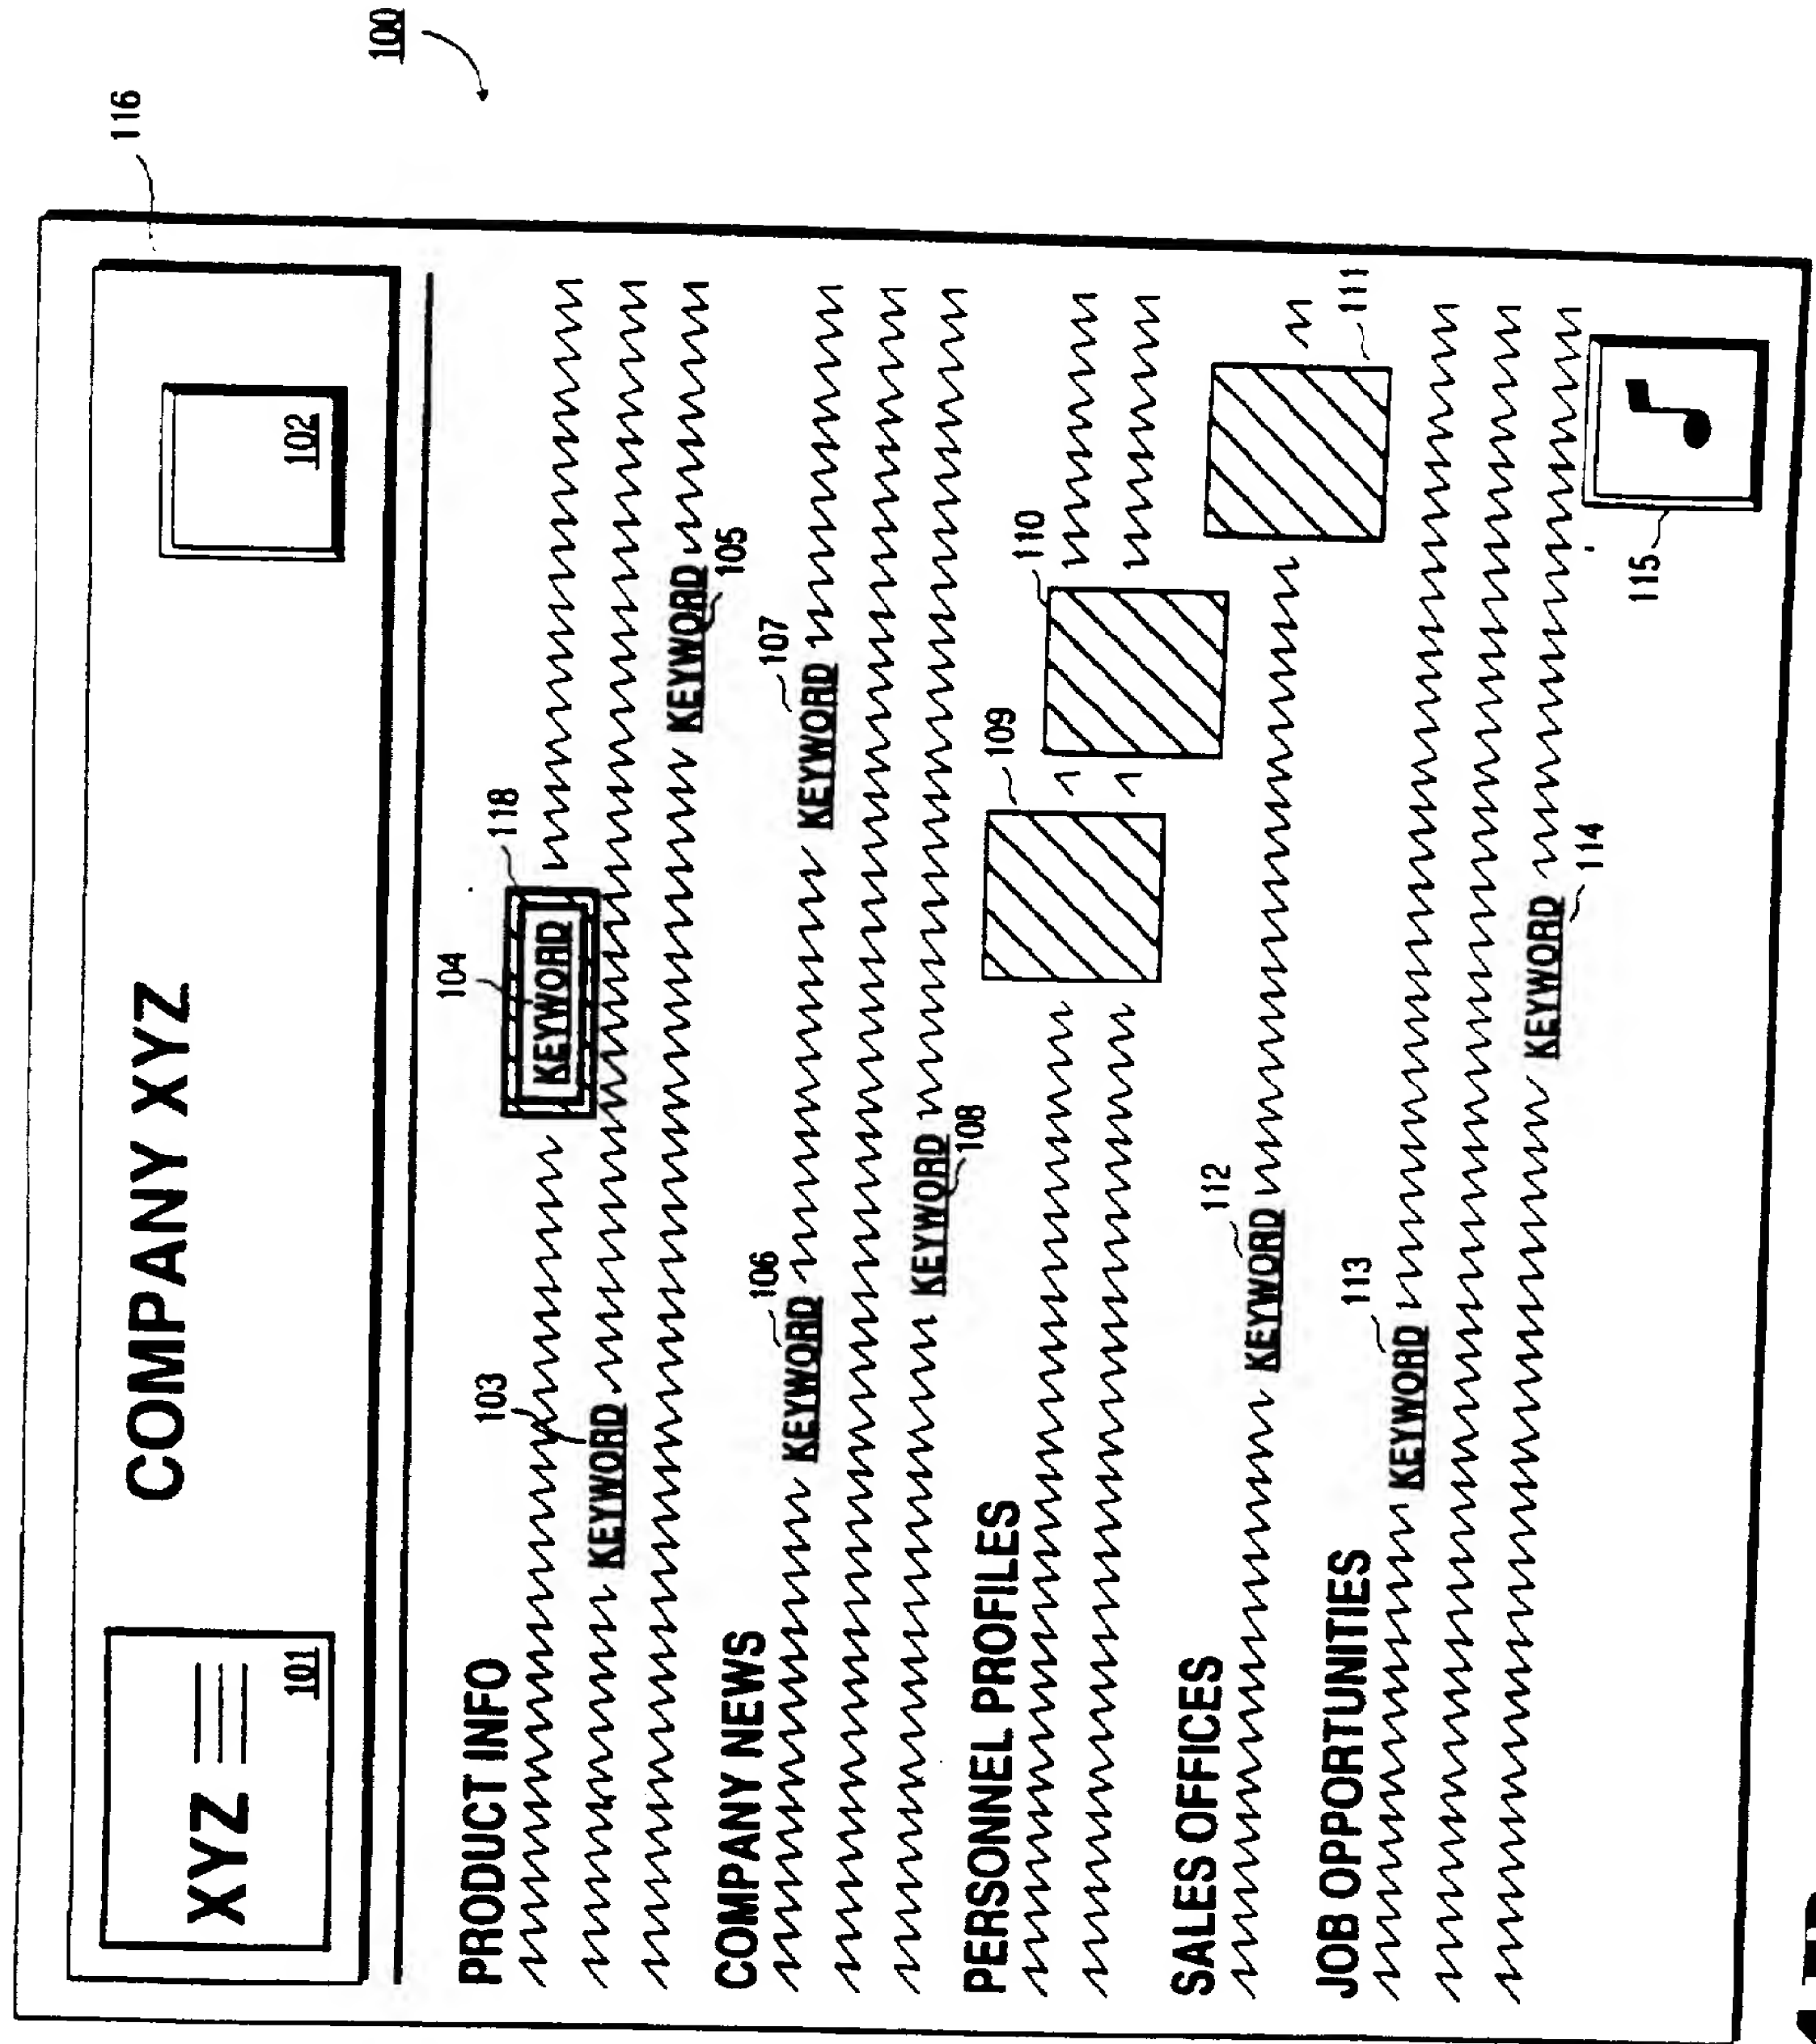 100
116
XYZ
101
COMPANY XYZ
102
PRODUCT INFO
103
104
118
KEYWORD
KEYWORD
KEYWORD
105
COMPANY NEWS
106
107
KEYWORD
KEYWORD
KEYWORD
108
PERSONNEL PROFILES
109
110
SALES OFFICES
112
KEYWORD
111
JOB OPPORTUNITIES
113
KEYWORD
KEYWORD
114
115